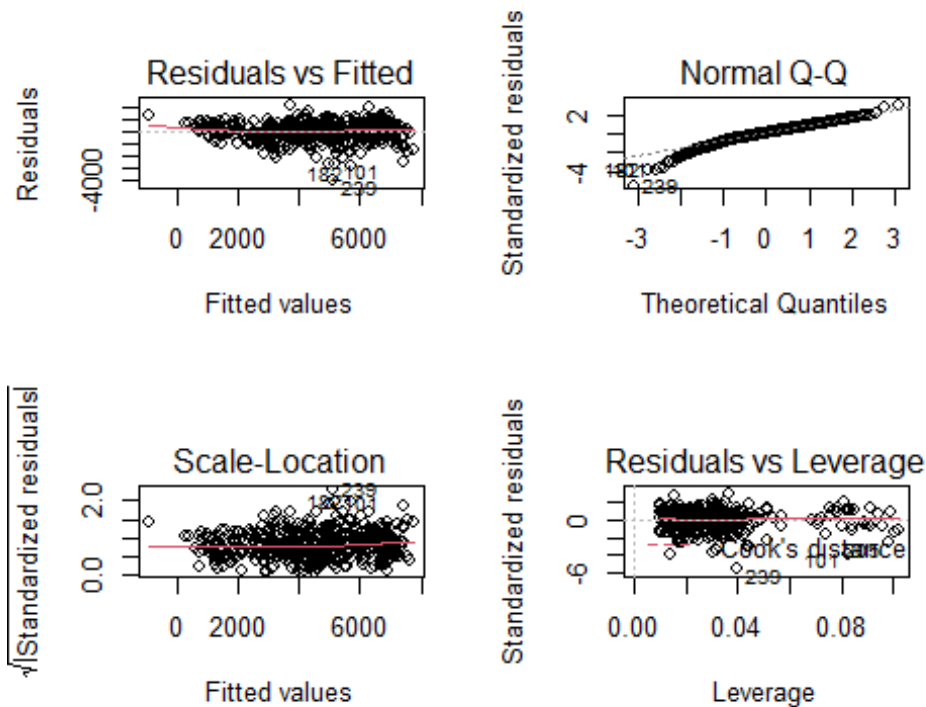 Residuals vs Fitted
Residuals
-4000
182
101
239
0 2000 6000
Fitted values
Normal Q-Q
Standardized residuals
2
-4
239
-3 -1 0 1 2 3
Theoretical Quantiles
Scale-Location
√|Standardized residuals|
2.0
0.0
239
182101
0 2000 6000
Fitted values
Residuals vs Leverage
Standardized residuals
0
-6
Cook's distance
101
239
0.00 0.04 0.08
Leverage